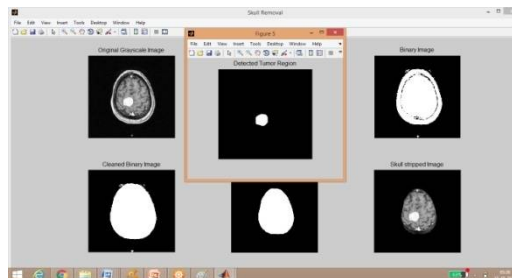 Skull Removal
File Edit View Insert Tools Desktop Window Help
Figure 5
File Edit View Insert Tools Desktop Window Help
Original Grayscale Image
Detected Tumor Region
Binary Image
Cleaned Binary Image
Skull stripped Image